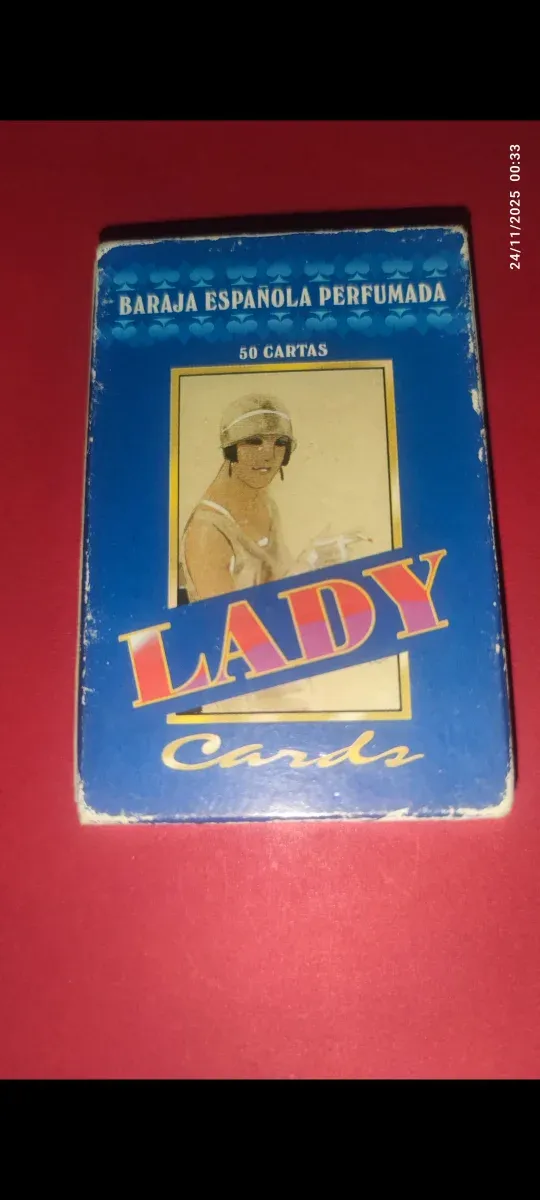 24/11/2025 00:33
BARAJA ESPAÑOLA PERFUMADA
50 CARTAS
LADY
Cards